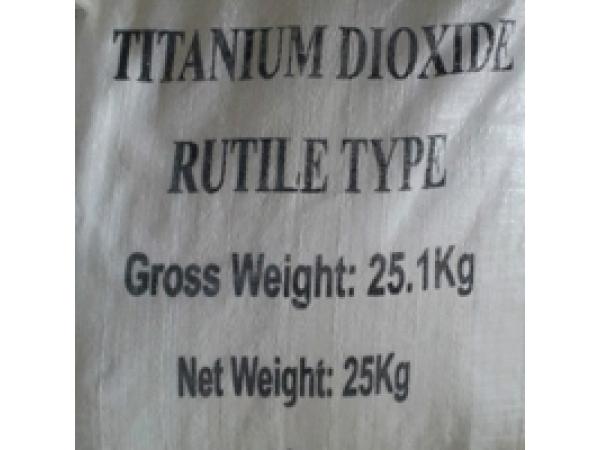 TITANIUM DIOXIDE
RUTILE TYPE
Gross Weight: 25.1Kg
Net Weight: 25Kg